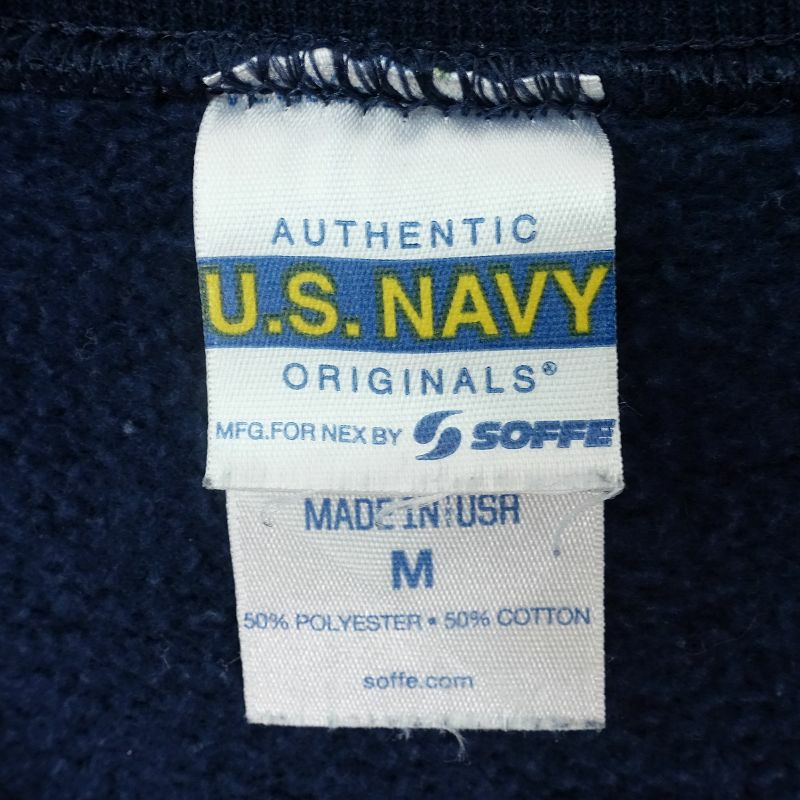 AUTHENTIC
U.S. NAVY
ORIGINALS®
MFG.FOR NEX BY SOFFE
MADE IN USA
M
50% POLYESTER • 50% COTTON
soffe.com